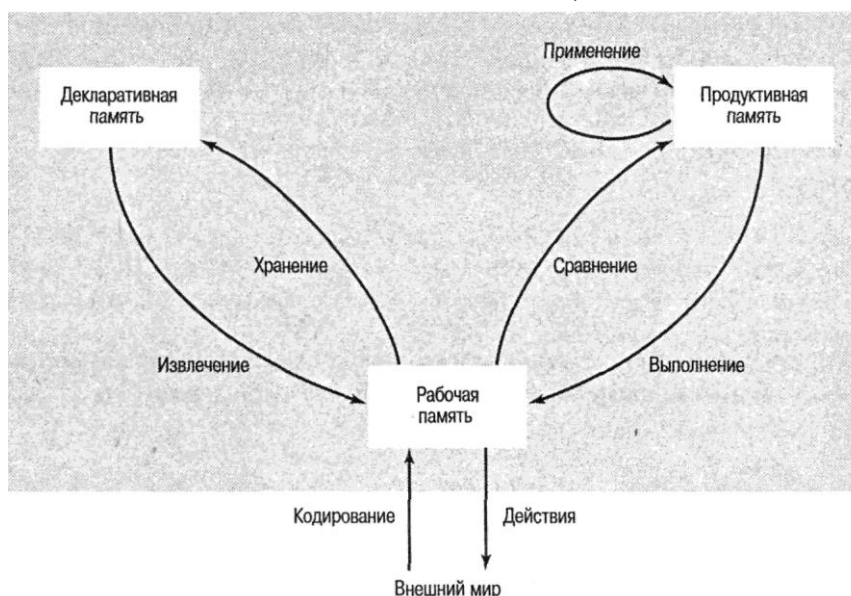 Применение
Декларативная
память
Продуктивная
память
Хранение
Сравнение
Извлечение
Выполнение
Рабочая
память
Кодирование
Действия
Внешний мир